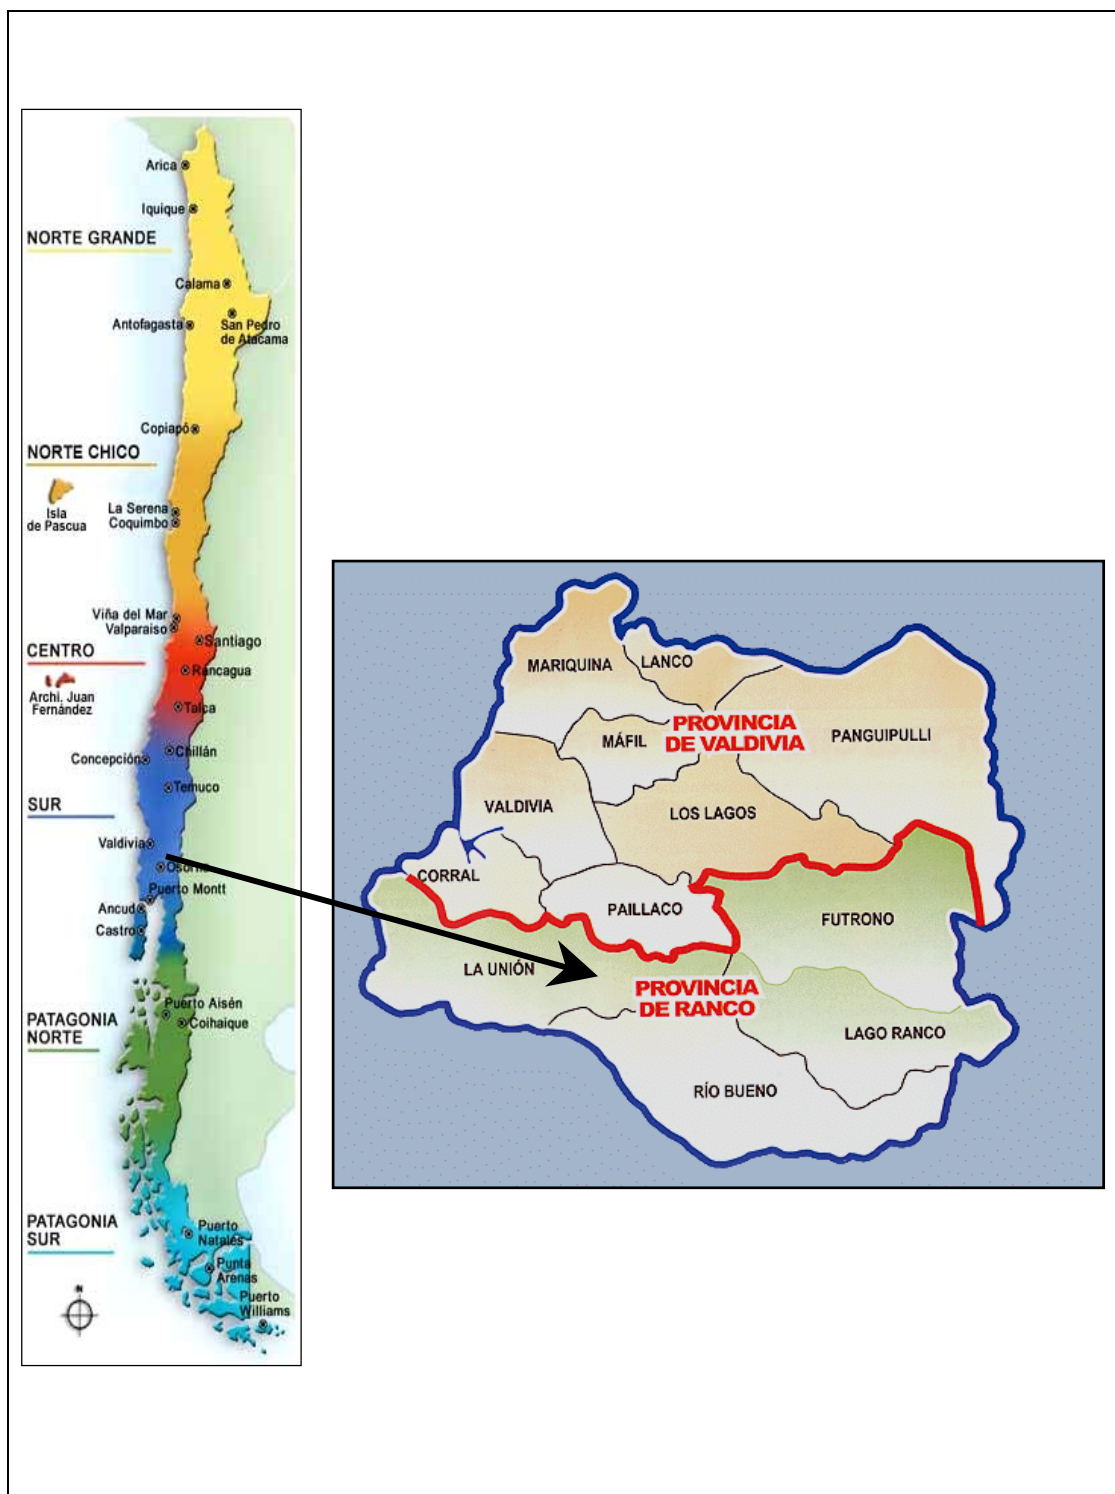 Arica
Iquique
NORTE GRANDE
Calama
Antofagasta
San Pedro
de Atacama
Copiapó
NORTE CHICO
Isla
de Pascua
La Serena
Coquimbo
Viña del Mar
Valparaiso
Santiago
CENTRO
Rancagua
Archi. Juan
Fernández
Talca
Chillán
Concepción
Temuco
SUR
Valdivia
Osorno
Puerto Montt
Ancud
Castro
Puerto Aisén
Coihaique
PATAGONIA
NORTE
PATAGONIA
SUR
Puerto
Natales
Punta
Arenas
Puerto
Williams
N
MARIQUINA
LANCO
PROVINCIA
DE VALDIVIA
PANGUIPULLI
MÁFIL
VALDIVIA
LOS LAGOS
CORRAL
PAILLACO
FUTRONO
LA UNIÓN
PROVINCIA
DE RANCO
LAGO RANCO
RÍO BUENO